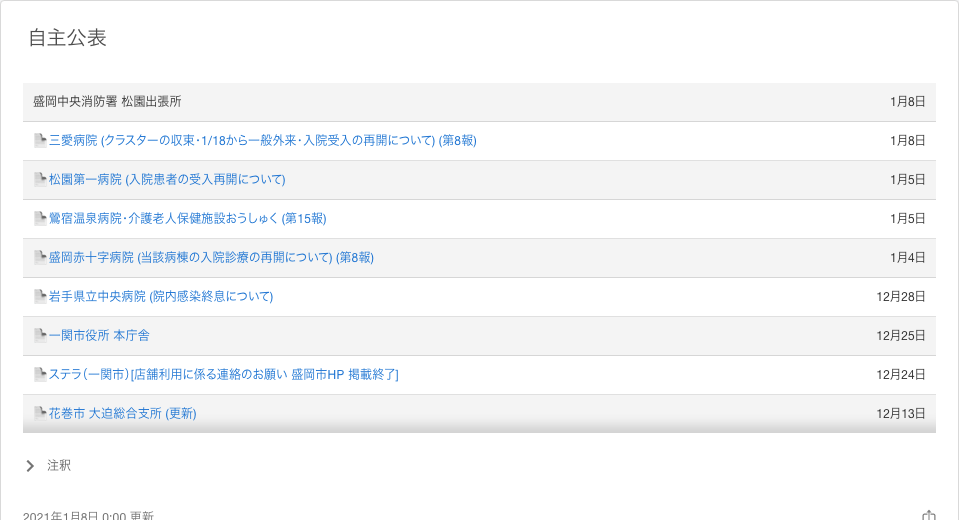 自主公表
盛岡中央消防署 松園出張所 1月8日
三愛病院 (クラスターの収束・1/18から一般外来・入院受入の再開について) (第8報) 1月8日
松園第一病院 (入院患者の受入再開について) 1月5日
鶯宿温泉病院・介護老人保健施設おうしゅく (第15報) 1月5日
盛岡赤十字病院 (当該病棟の入院診療の再開について) (第8報) 1月4日
岩手県立中央病院 (院内感染終息について) 12月28日
一関市役所 本庁舎 12月25日
ステラ（一関市）[店舗利用に係る連絡のお願い 盛岡市HP 掲載終了] 12月24日
花巻市 大迫総合支所 (更新) 12月13日
注釈
2021年1月8日 0:00 更新